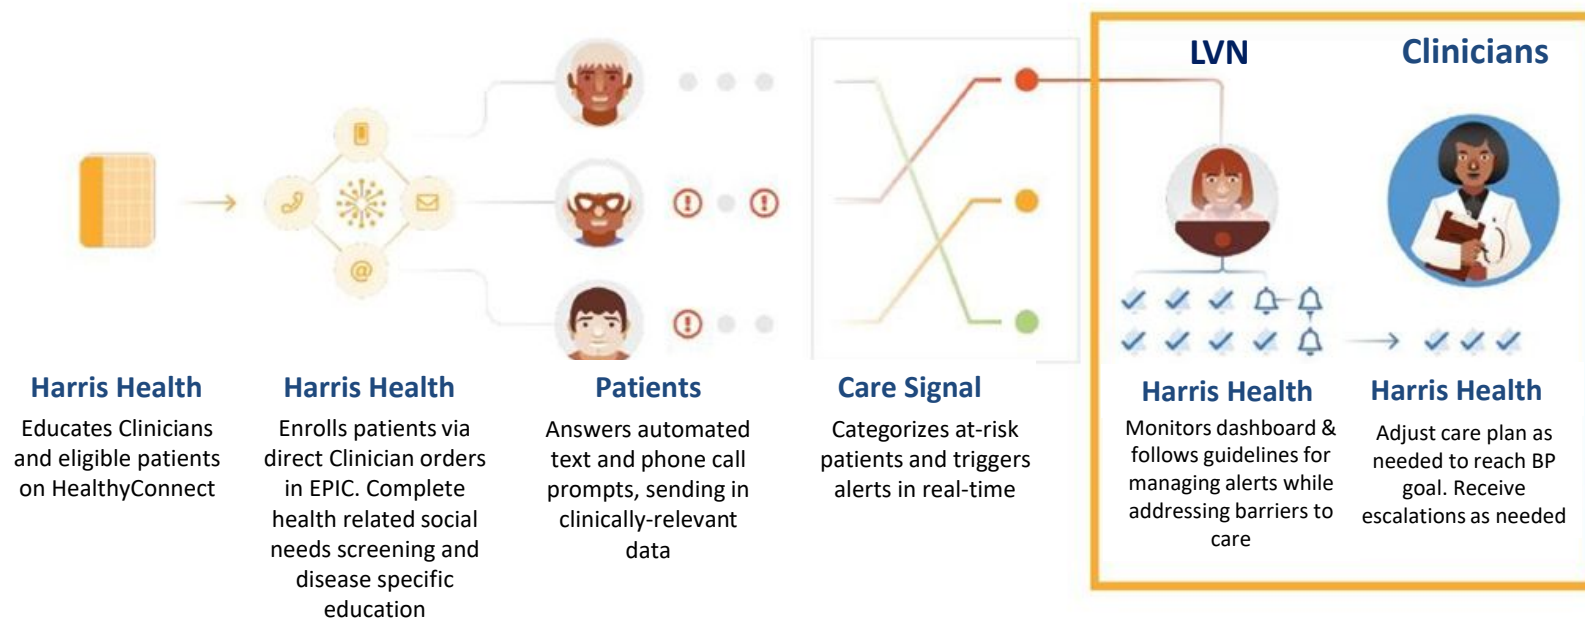 LVN
Clinicians
@
Harris Health
Educates Clinicians
and eligible patients
on HealthyConnect
Harris Health
Enrolls patients via
direct Clinician orders
in EPIC. Complete
health related social
needs screening and
disease specific
education
Patients
Answers automated
text and phone call
prompts, sending in
clinically-relevant
data
Care Signal
Categorizes at-risk
patients and triggers
alerts in real-time
Harris Health
Monitors dashboard &
follows guidelines for
managing alerts while
addressing barriers to
care
Harris Health
Adjust care plan as
needed to reach BP
goal. Receive
escalations as needed